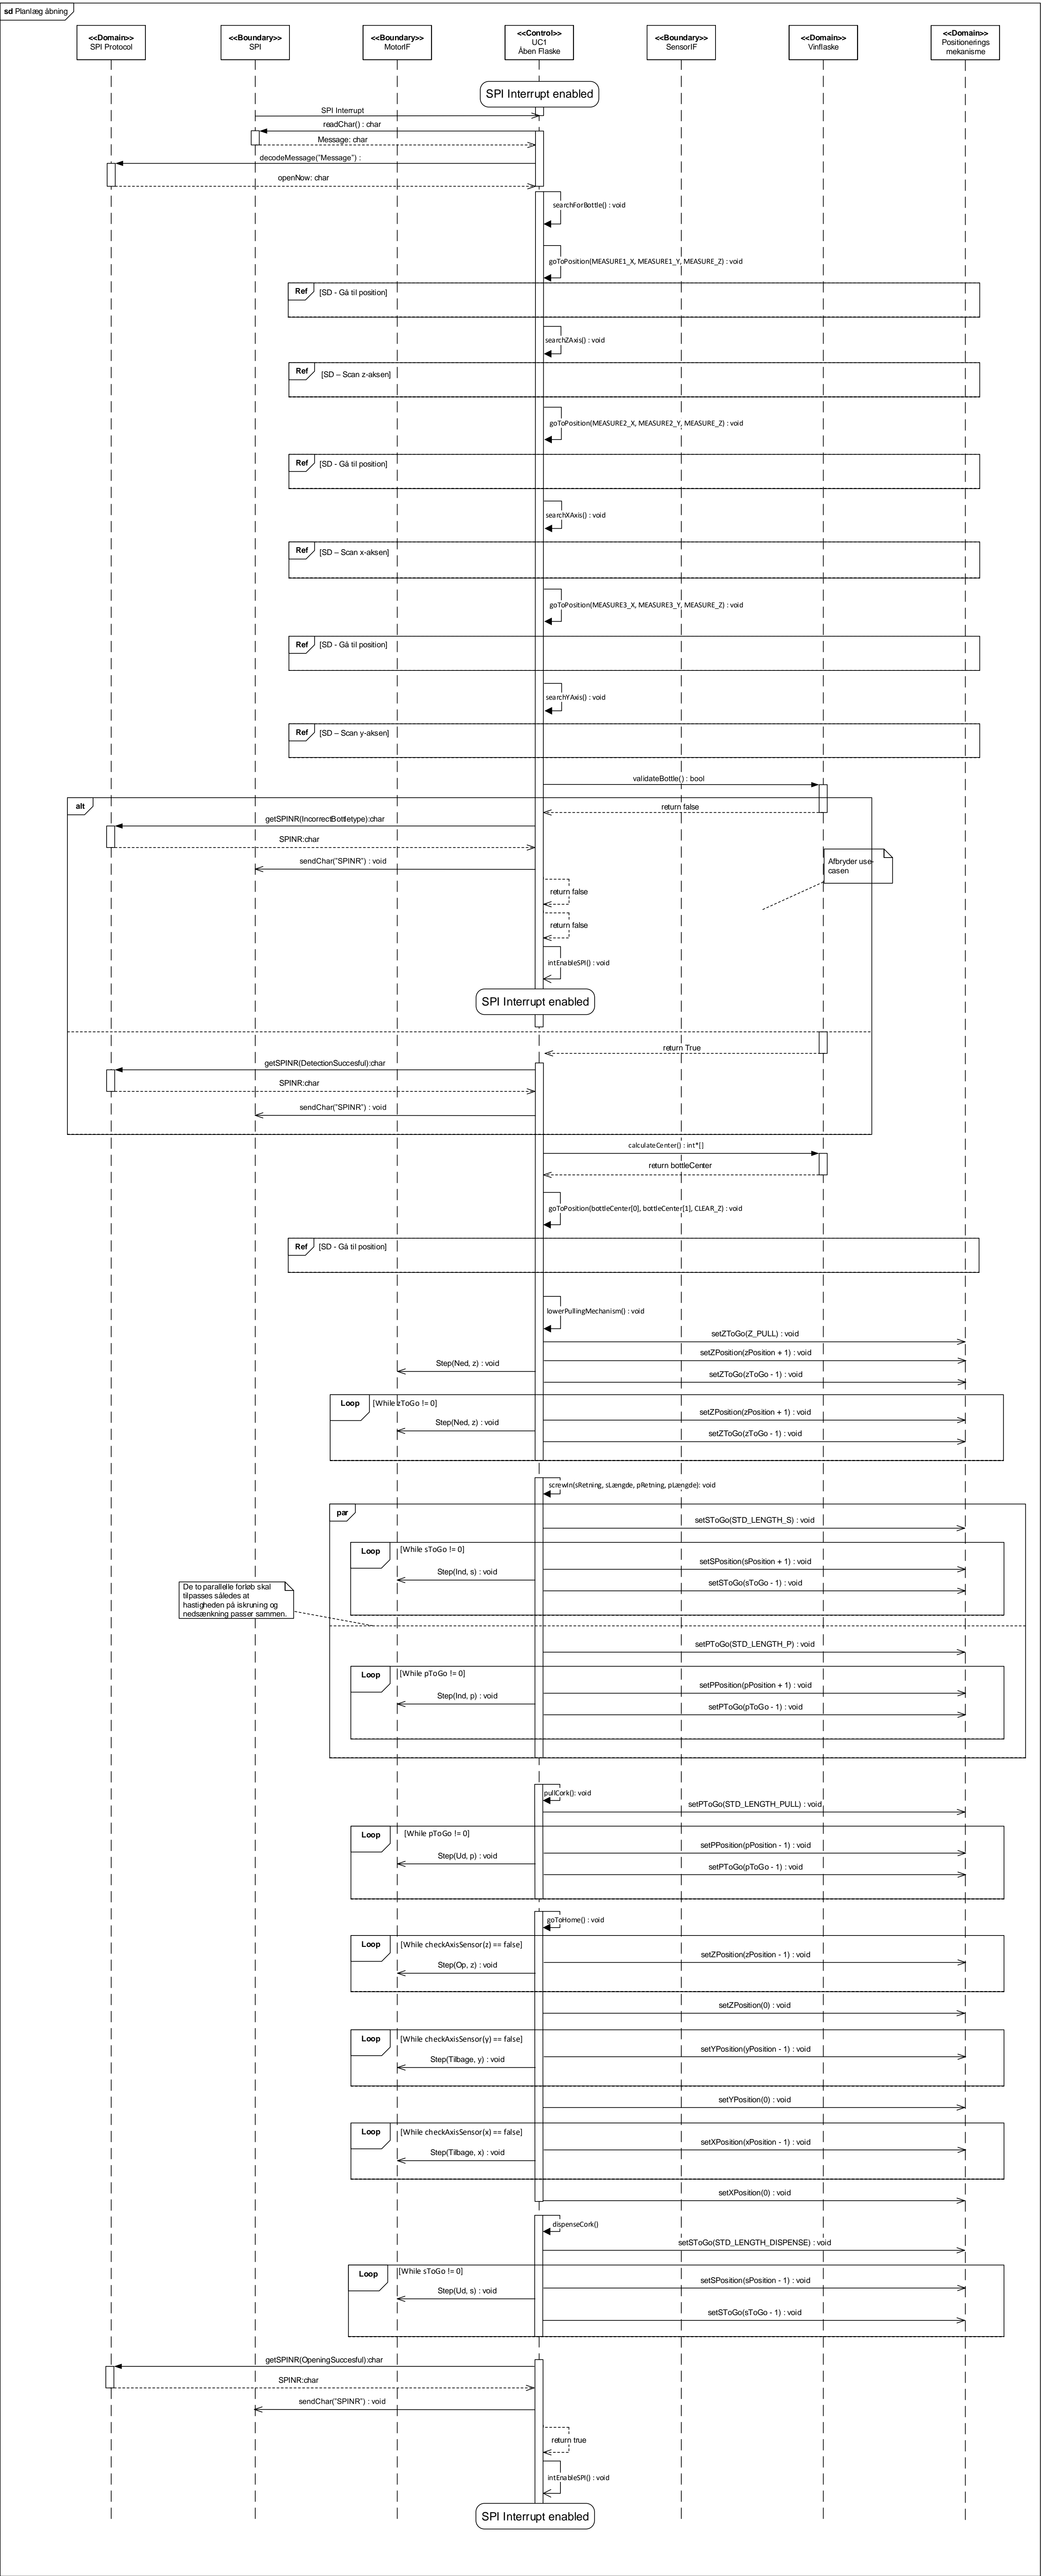 sd Planlæg åbning
<<Domain>>
SPI Protocol
<<Boundary>>
SPI
<<Boundary>>
MotorIF
<<Control>>
UC1
Åben Flaske
<<Boundary>>
SensorIF
<<Domain>>
Vinflaske
<<Domain>>
Positionerings
mekanisme
SPI Interrupt enabled
SPI Interrupt
readChar() : char
Message: char
decodeMessage("Message") :
openNow: char
searchForBottle() : void
goToPosition(MEASURE1_X, MEASURE1_Y, MEASURE_Z) : void
Ref [SD - Gå til position]
searchZAxis() : void
Ref [SD – Scan z-aksen]
goToPosition(MEASURE2_X, MEASURE2_Y, MEASURE_Z) : void
Ref [SD - Gå til position]
searchXAxis() : void
Ref [SD – Scan x-aksen]
goToPosition(MEASURE3_X, MEASURE3_Y, MEASURE_Z) : void
Ref [SD - Gå til position]
searchYAxis() : void
Ref [SD – Scan y-aksen]
validateBottle() : bool
alt
return false
getSPINR(IncorrectBottletype):char
SPINR:char
sendChar("SPINR") : void
Afbryder use-
casen
return false
return false
intEnableSPI() : void
SPI Interrupt enabled
return True
getSPINR(DetectionSuccesful):char
SPINR:char
sendChar("SPINR") : void
calculateCenter() : int*[]
return bottleCenter
goToPosition(bottleCenter[0], bottleCenter[1], CLEAR_Z) : void
Ref [SD - Gå til position]
lowerPullingMechanism() : void
setZToGo(Z_PULL) : void
setZPosition(zPosition + 1) : void
Step(Ned, z) : void
setZToGo(zToGo - 1) : void
Loop [While zToGo != 0]
setZPosition(zPosition + 1) : void
Step(Ned, z) : void
setZToGo(zToGo - 1) : void
screwIn(sRetning, sLængde, pRetning, pLængde): void
par
setSToGo(STD_LENGTH_S) : void
Loop [While sToGo != 0]
setSPosition(sPosition + 1) : void
Step(Ind, s) : void
setSToGo(sToGo - 1) : void
De to parallelle forløb skal
tilpasses således at
hastigheden på iskruning og
nedsænkning passer sammen.
setPToGo(STD_LENGTH_P) : void
Loop [While pToGo != 0]
setPPosition(pPosition + 1) : void
Step(Ind, p) : void
setPToGo(pToGo - 1) : void
pullCork(): void
setPToGo(STD_LENGTH_PULL) : void
Loop [While pToGo != 0]
setPPosition(pPosition - 1) : void
Step(Ud, p) : void
setPToGo(pToGo - 1) : void
goToHome() : void
Loop [While checkAxisSensor(z) == false]
setZPosition(zPosition - 1) : void
Step(Op, z) : void
setZPosition(0) : void
Loop [While checkAxisSensor(y) == false]
setYPosition(yPosition - 1) : void
Step(Tilbage, y) : void
setYPosition(0) : void
Loop [While checkAxisSensor(x) == false]
setXPosition(xPosition - 1) : void
Step(Tilbage, x) : void
setXPosition(0) : void
dispenseCork()
setSToGo(STD_LENGTH_DISPENSE) : void
Loop [While sToGo != 0]
setSPosition(sPosition - 1) : void
Step(Ud, s) : void
setSToGo(sToGo - 1) : void
getSPINR(OpeningSuccesful):char
SPINR:char
sendChar("SPINR") : void
return true
intEnableSPI() : void
SPI Interrupt enabled